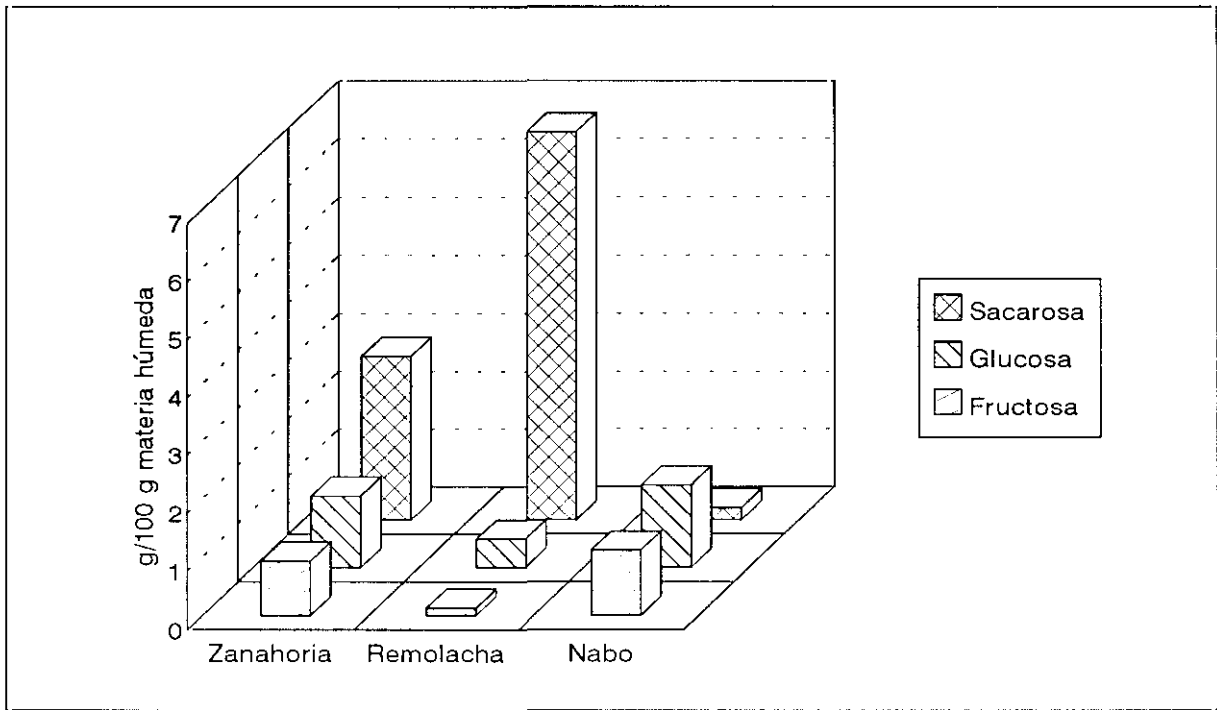 7
6
5
4
3
2
1
0
g/100 g materia húmeda
Zanahoria
Remolacha
Nabo
Sacarosa
Glucosa
Fructosa